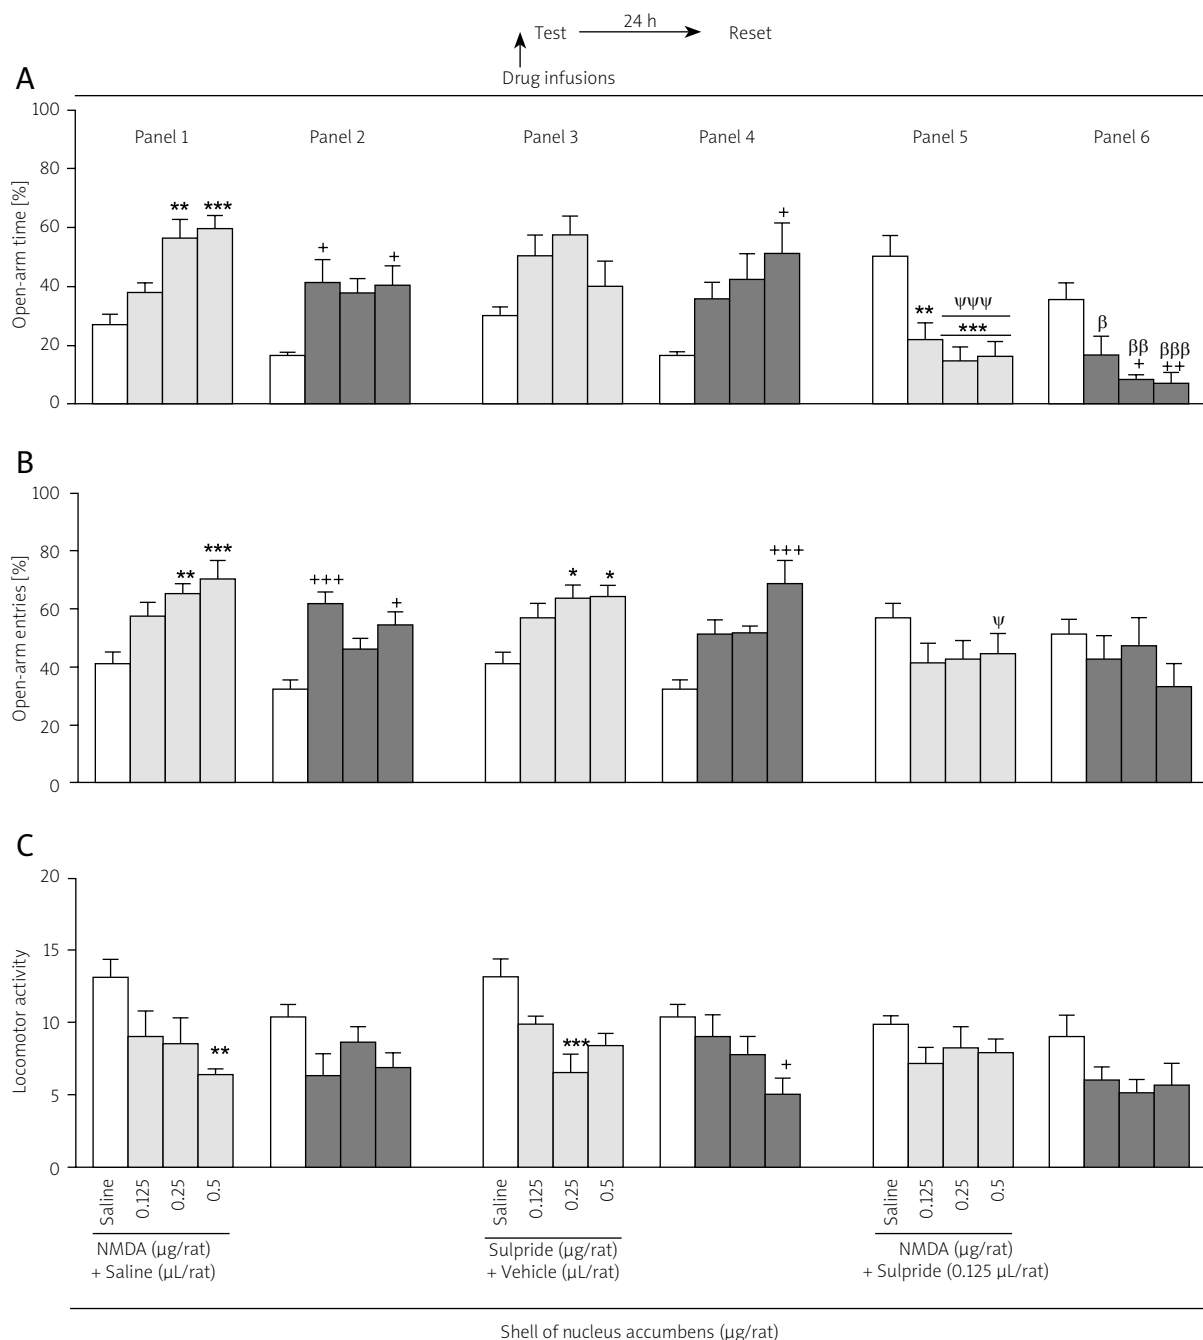 24 h
Test Reset
Drug infusions
A
100
Panel 1 Panel 2 Panel 3 Panel 4 Panel 5 Panel 6
80
60
40
20
0
Open-arm time [%]
** *** + + + ** ψψψ *** β ββ + βββ ++
B
100
80
60
40
20
0
Open-arm entries [%]
** *** +++ + * * +++ ψ
C
20
15
10
5
0
Locomotor activity
** *** +
Saline 0.125 0.25 0.5 Saline 0.125 0.25 0.5 Saline 0.125 0.25 0.5
NMDA (µg/rat) Sulpride (µg/rat) NMDA (µg/rat)
+ Saline (µL/rat) + Vehicle (µL/rat) + Sulpride (0.125 µL/rat)
Shell of nucleus accumbens (µg/rat)